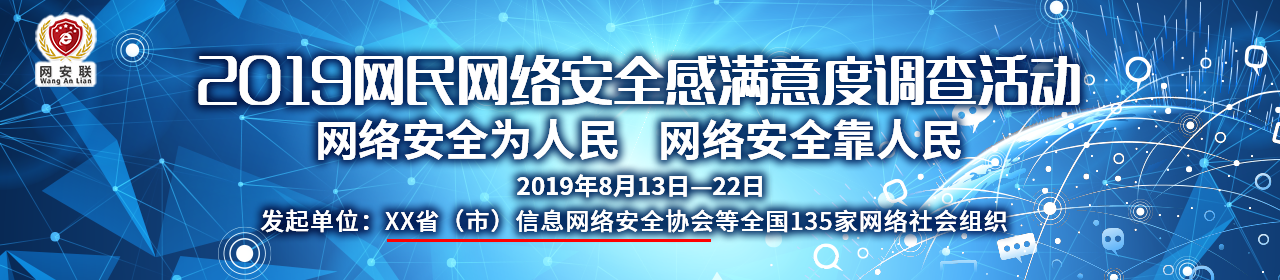 网安联
Wang An Lian
2019网民网络安全感满意度调查活动
网络安全为人民 网络安全靠人民
2019年8月13日—22日
发起单位：XX省（市）信息网络安全协会等全国135家网络社会组织